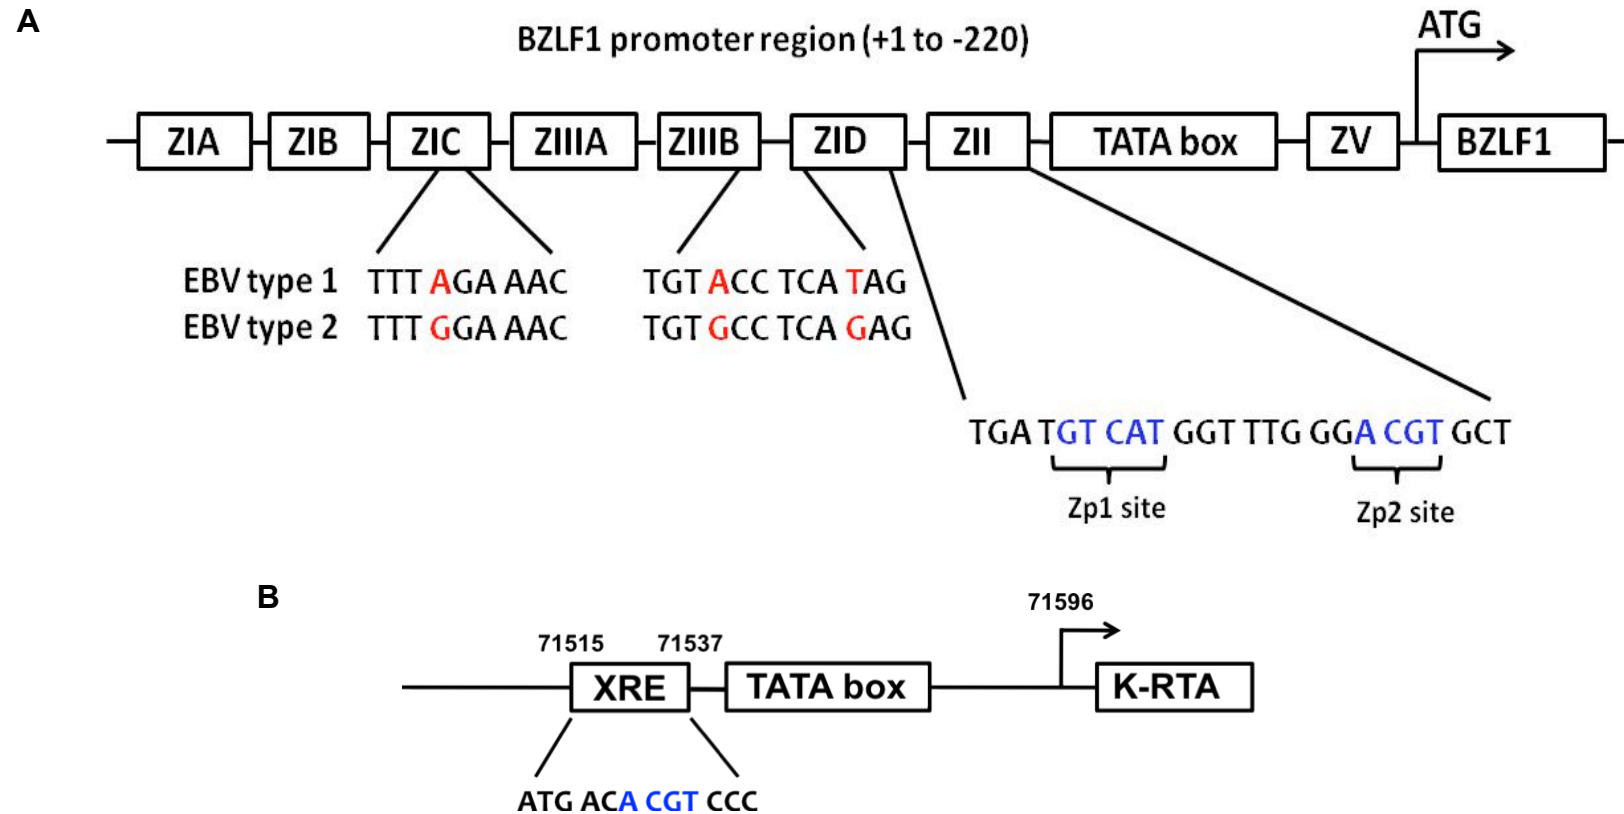 A
BZLF1 promoter region (+1 to -220)
ATG
ZIA ZIB ZIC ZIIIA ZIIIB ZID ZII TATA box ZV BZLF1
EBV type 1 TTT AGA AAC TGT ACC TCA TAG
EBV type 2 TTT GGA AAC TGT GCC TCA GAG
TGA TGT CAT GGT TTG GGA CGT GCT
Zp1 site Zp2 site
B
71596
71515 71537
XRE TATA box K-RTA
ATG ACA CGT CCC